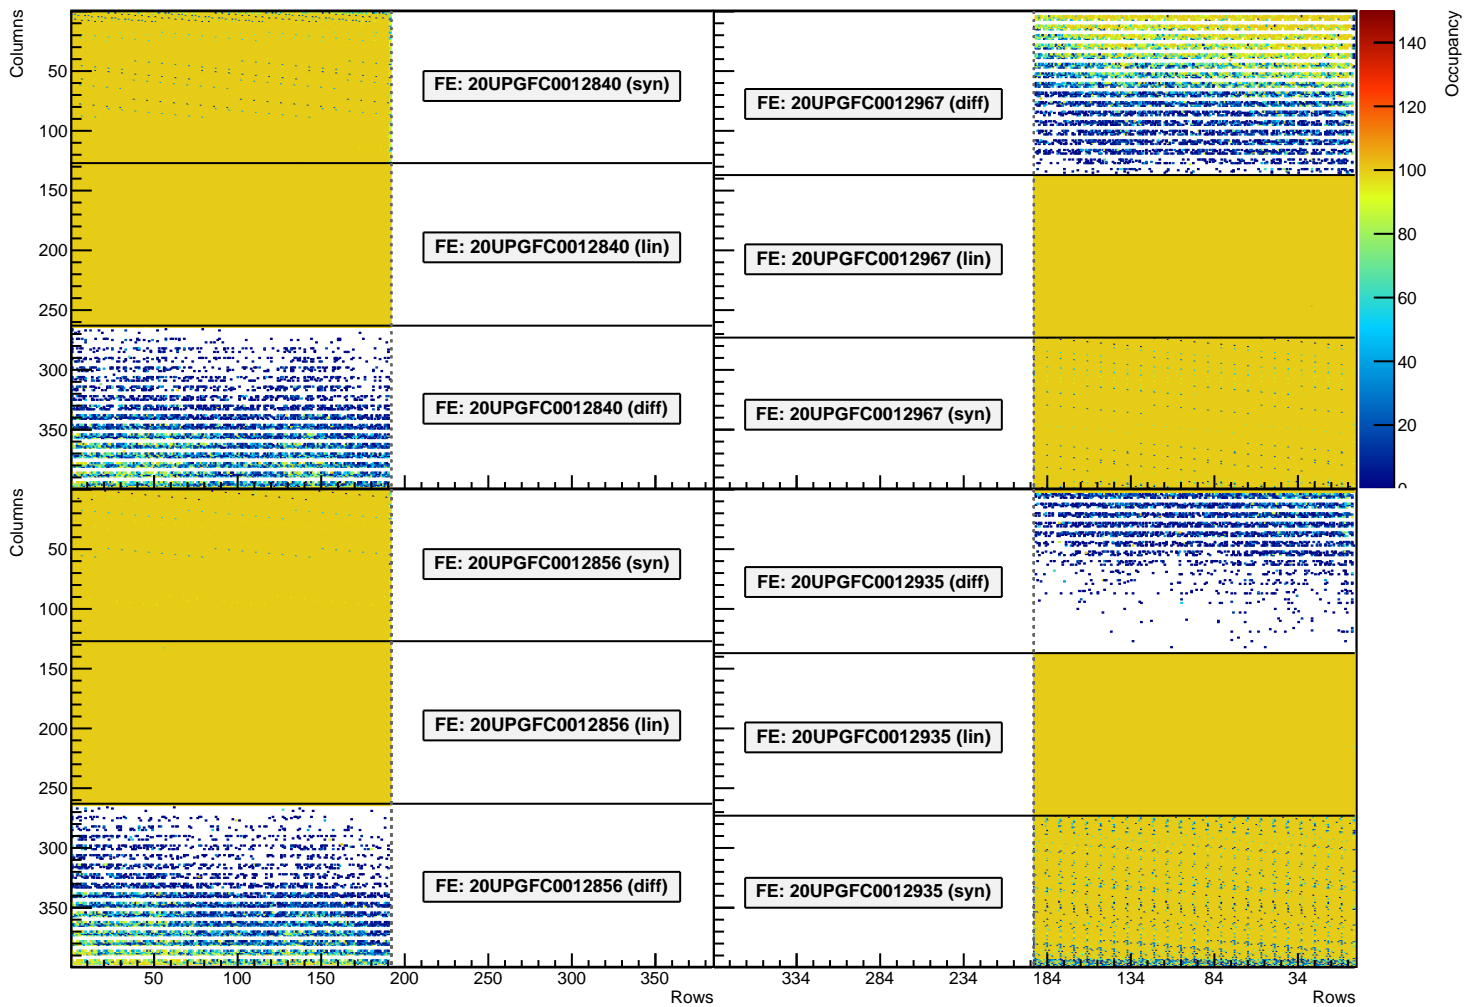 Columns
50
100
150
200
250
300
350
FE: 20UPGFC0012840 (syn)
FE: 20UPGFC0012840 (lin)
FE: 20UPGFC0012840 (diff)
FE: 20UPGFC0012967 (diff)
FE: 20UPGFC0012967 (lin)
FE: 20UPGFC0012967 (syn)
Occupancy
140
120
100
80
60
40
20
0
Columns
50
100
150
200
250
300
350
FE: 20UPGFC0012856 (syn)
FE: 20UPGFC0012856 (lin)
FE: 20UPGFC0012856 (diff)
FE: 20UPGFC0012935 (diff)
FE: 20UPGFC0012935 (lin)
FE: 20UPGFC0012935 (syn)
50 100 150 200 250 300 350
Rows
334 284 234 184 134 84 34
Rows